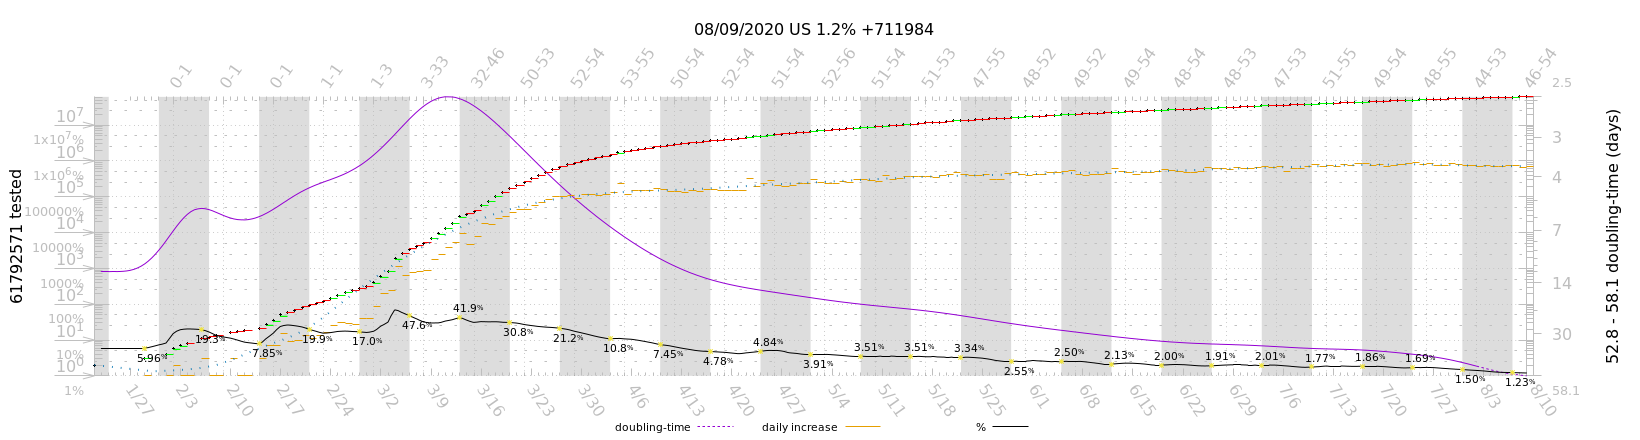 08/09/2020 US 1.2% +711984
0-1 0-1 0-1 1-1 1-3 3-33 32-46 50-53 52-54 53-55 50-54 52-54 51-54 52-56 51-54 51-53 47-55 48-52 49-52 49-54 48-54 48-53 47-53 51-55 49-54 48-55 44-53 46-54
2.5
10⁷
1x10⁷%
3
10⁶
1x10⁶%
4
10⁵
100000%
10⁴
7
10000%
10³
1000%
14
10²
100%
10¹
30
10%
10⁰
1%
58.1
61792571 tested
52.8 - 58.1 doubling-time (days)
5.96% 19.3% 7.85% 19.9% 17.0% 47.6% 41.9% 30.8% 21.2% 10.8% 7.45% 4.78% 4.84% 3.91% 3.51% 3.51% 3.34% 2.55% 2.50% 2.13% 2.00% 1.91% 2.01% 1.77% 1.86% 1.69% 1.50% 1.23%
1/27 2/3 2/10 2/17 2/24 3/2 3/9 3/16 3/23 3/30 4/6 4/13 4/20 4/27 5/4 5/11 5/18 5/25 6/1 6/8 6/15 6/22 6/29 7/6 7/13 7/20 7/27 8/3 8/10
doubling-time daily increase %